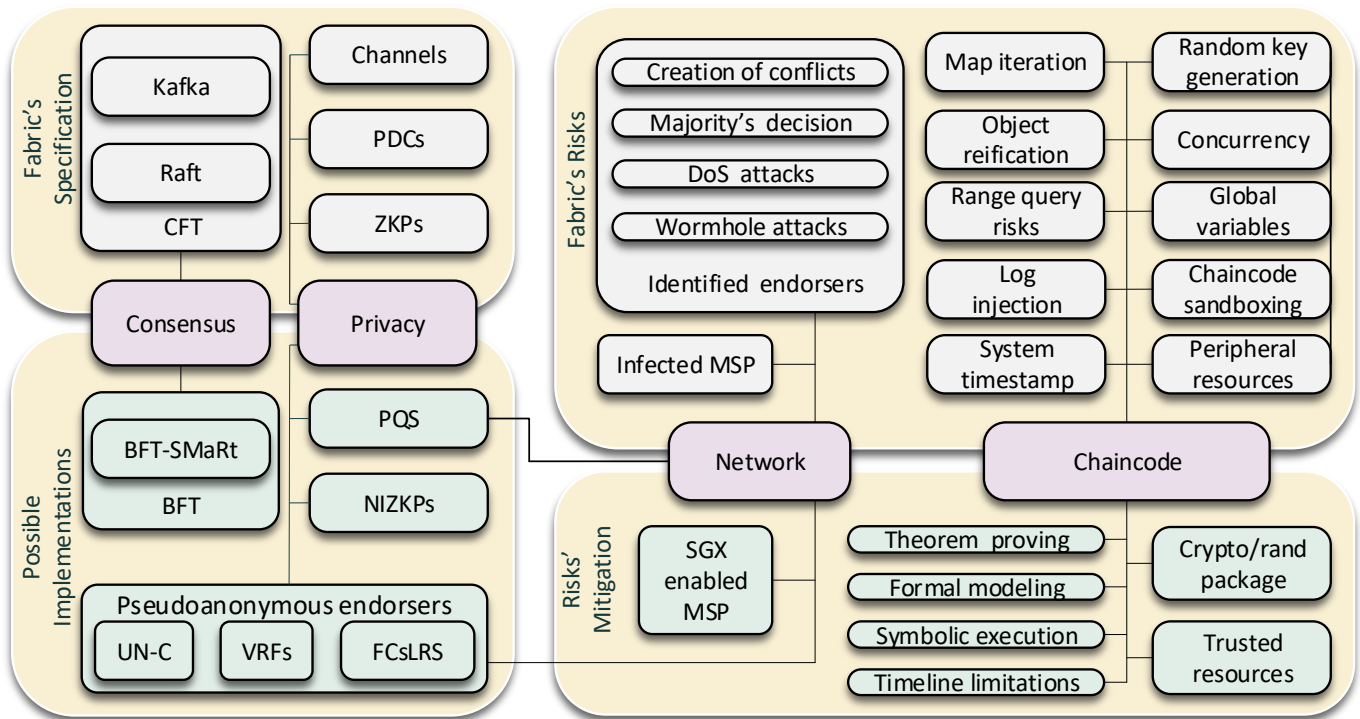 Fabric's
Specification
Kafka
Raft
CFT
Channels
PDCs
ZKPs
Consensus
Privacy
Possible
Implementations
BFT-SMaRt
BFT
PQS
NIZKPs
Pseudoanonymous endorsers
UN-C
VRFs
FCsLRS
Fabric's Risks
Creation of conflicts
Majority's decision
DoS attacks
Wormhole attacks
Identified endorsers
Infected MSP
Map iteration
Random key
generation
Object
reification
Concurrency
Range query
risks
Global
variables
Log
injection
Chaincode
sandboxing
System
timestamp
Peripheral
resources
Network
Chaincode
Risks'
Mitigation
SGX
enabled
MSP
Theorem proving
Formal modeling
Symbolic execution
Timeline limitations
Crypto/rand
package
Trusted
resources